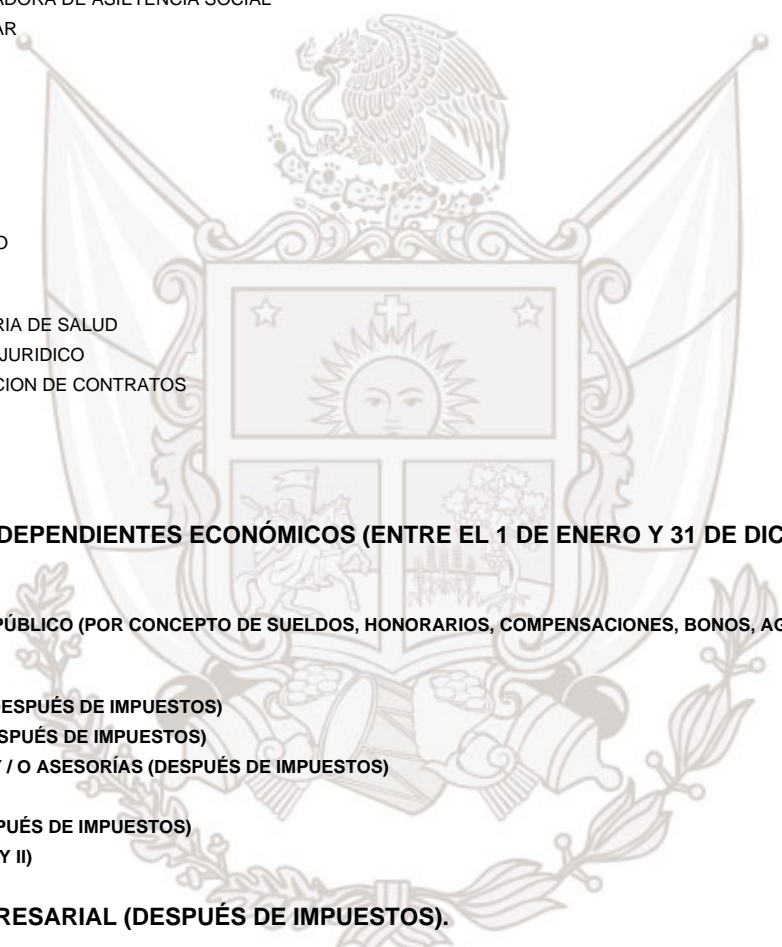 ADORA DE ASIETENCIA SOCIAL
AR
O
RIA DE SALUD
JURIDICO
CION DE CONTRATOS
DEPENDIENTES ECONÓMICOS (ENTRE EL 1 DE ENERO Y 31 DE DIC
PÚBLICO (POR CONCEPTO DE SUELDOS, HONORARIOS, COMPENSACIONES, BONOS, AG
DESPUÉS DE IMPUESTOS)
SPUÉS DE IMPUESTOS)
Y / O ASESORÍAS (DESPUÉS DE IMPUESTOS)
PUÉS DE IMPUESTOS)
Y II)
RESARIAL (DESPUÉS DE IMPUESTOS).